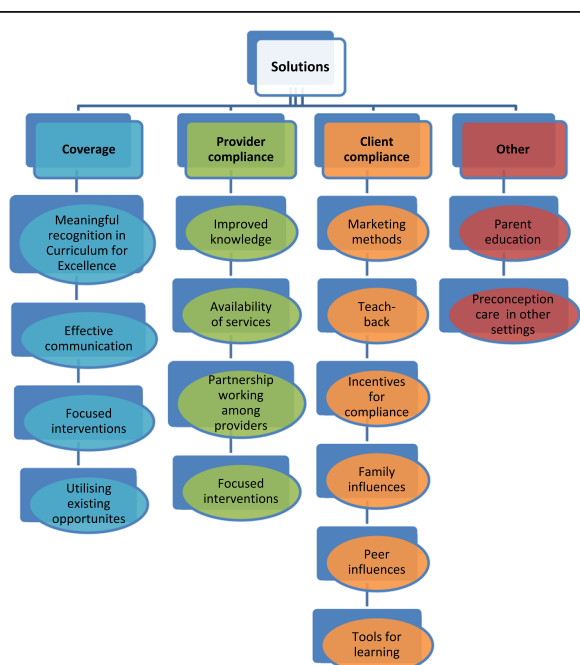 Solutions
Coverage
Meaningful
recognition in
Curriculum for
Excellence
Effective
communication
Focused
interventions
Utilising
existing
opportunites
Provider
compliance
Improved
knowledge
Availability
of services
Partnership
working
among
providers
Focused
interventions
Client
compliance
Marketing
methods
Teach-
back
Incentives
for
compliance
Family
influences
Peer
influences
Tools for
learning
Other
Parent
education
Preconception
care in other
settings